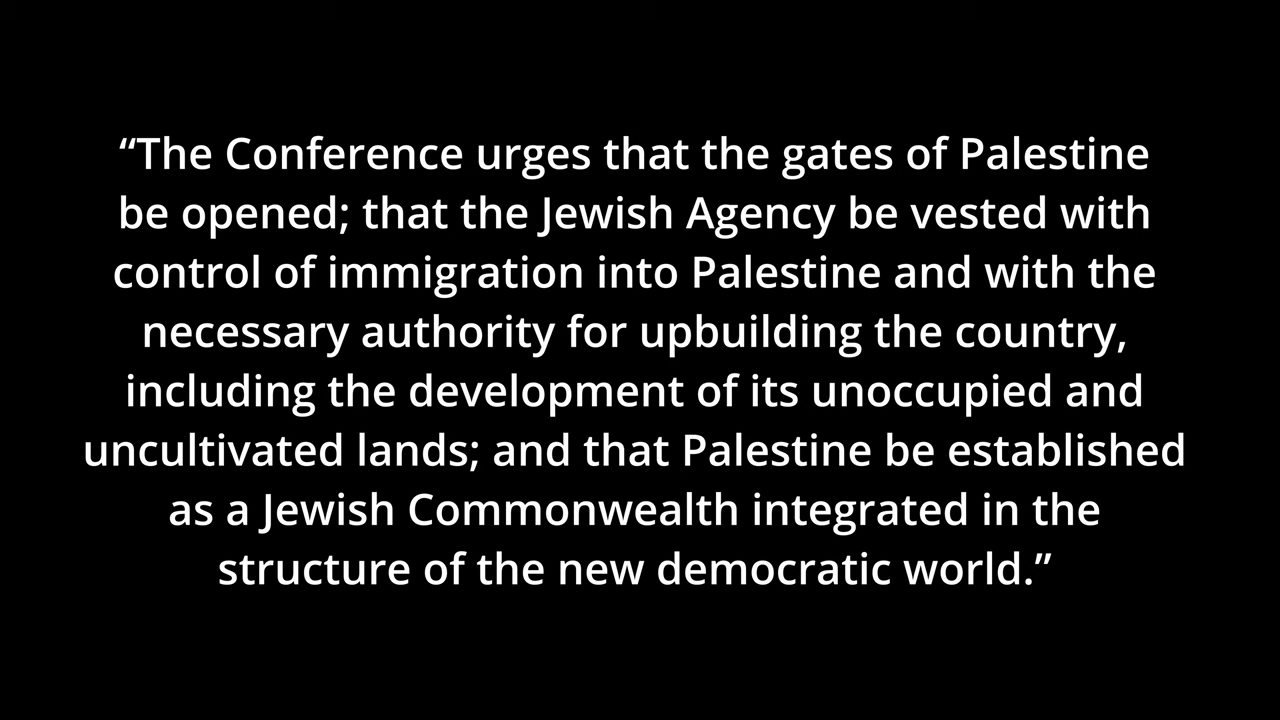 “The Conference urges that the gates of Palestine
be opened; that the Jewish Agency be vested with
control of immigration into Palestine and with the
necessary authority for upbuilding the country,
including the development of its unoccupied and
uncultivated lands; and that Palestine be established
as a Jewish Commonwealth integrated in the
structure of the new democratic world.”